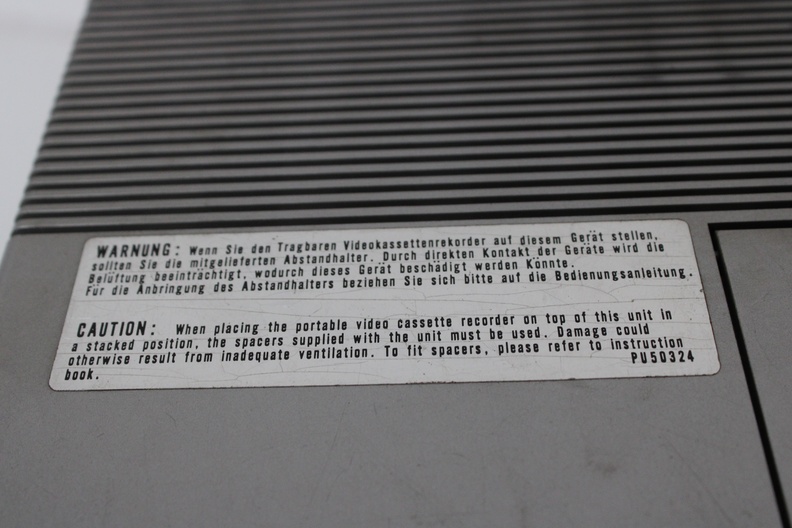 WARNUNG: Wenn Sie den Tragbaren Videokassettenrekorder auf diesem Gerät stellen,
sollten Sie die mitgelieferten Abstandhalter. Durch direkten Kontakt der Geräte wird die
Belüftung beeinträchtigt, wodurch dieses Gerät beschädigt werden Könnte.
Für die Anbringung des Abstandhalters beziehen Sie sich bitte auf die Bedienungsanleitung.
CAUTION: When placing the portable video cassette recorder on top of this unit in
a stacked position, the spacers supplied with the unit must be used. Damage could
otherwise result from inadequate ventilation. To fit spacers, please refer to instruction
book.
PU50324